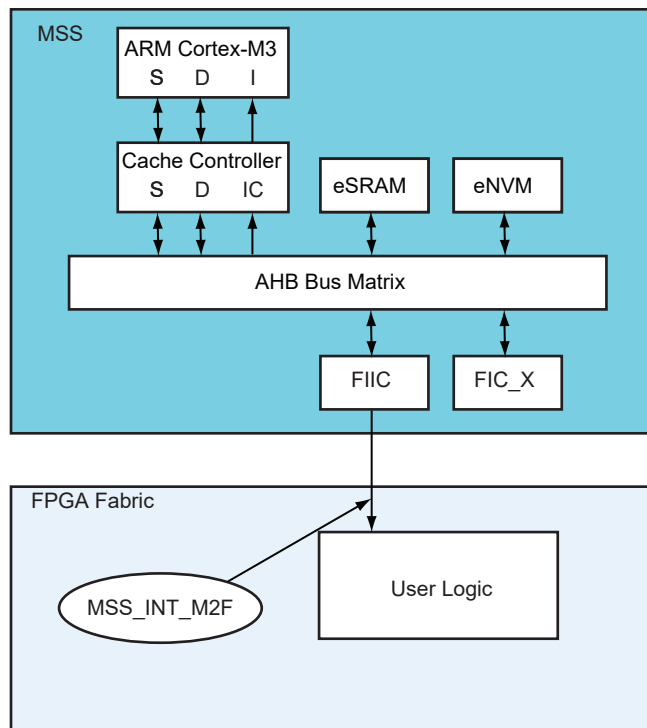 MSS
ARM Cortex-M3
S D I
Cache Controller
S D IC
eSRAM
eNVM
AHB Bus Matrix
FIIC
FIC_X
FPGA Fabric
MSS_INT_M2F
User Logic